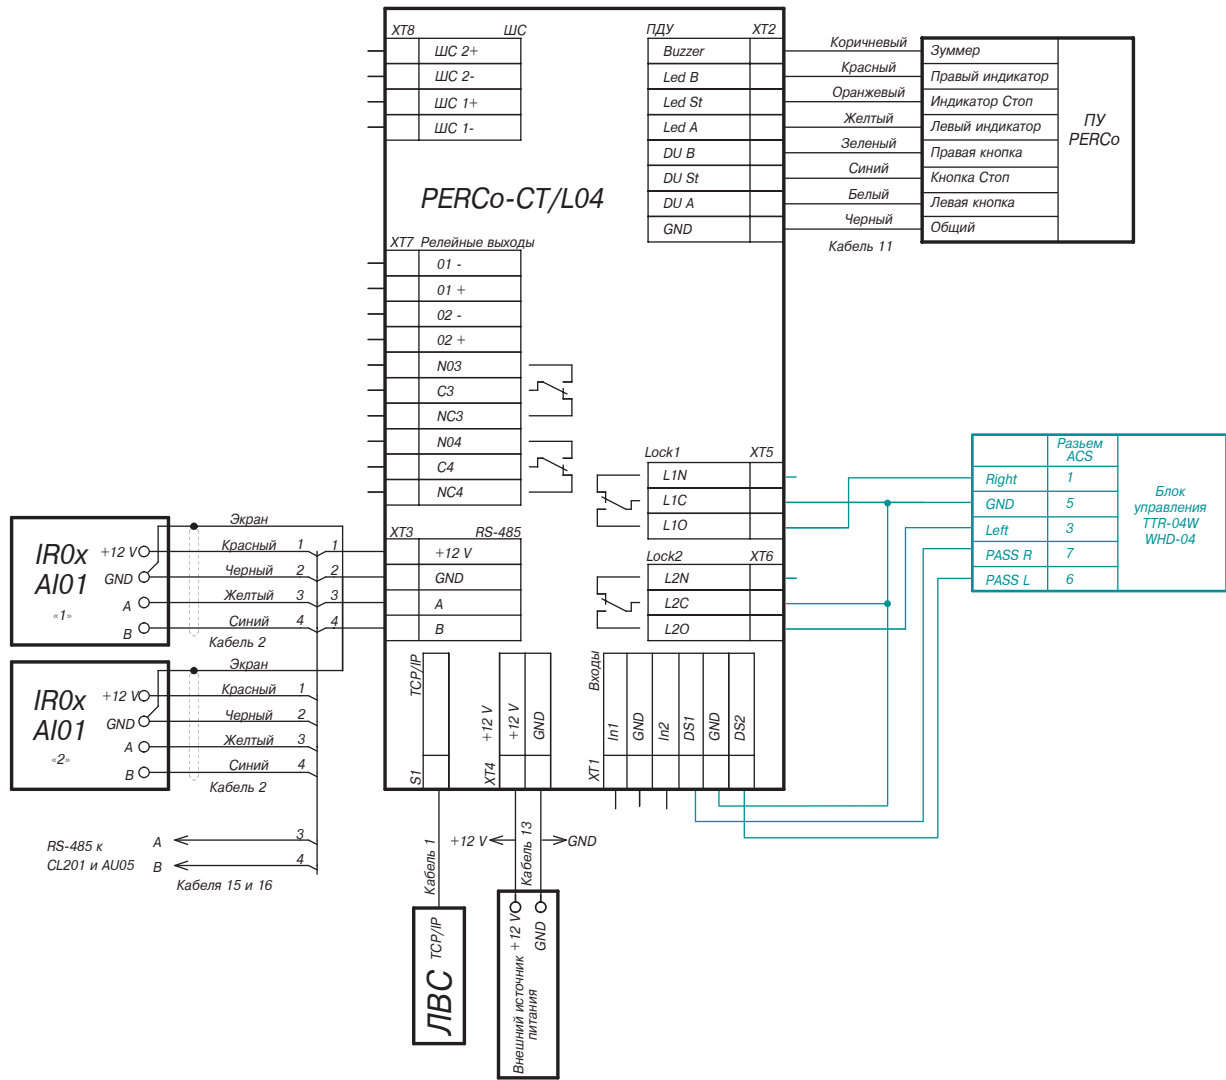 XT8 ШС
ШС 2+
ШС 2-
ШС 1+
ШС 1-
ПДУ XT2
Buzzer
Led B
Led St
Led A
DU B
DU St
DU A
GND
Коричневый
Красный
Оранжевый
Желтый
Зеленый
Синий
Белый
Черный
Кабель 11
Зуммер
Правый индикатор
Индикатор Стоп
Левый индикатор
Правая кнопка
Кнопка Стоп
Левая кнопка
Общий
ПУ
PERCo
PERCo-CT/L04
XT7 Релейные выходы
01 -
01 +
02 -
02 +
N03
C3
NC3
N04
C4
NC4
Lock1 XT5
L1N
L1C
L1O
Lock2 XT6
L2N
L2C
L2O
Разъем
ACS
Right 1
GND 5
Left 3
PASS R 7
PASS L 6
Блок
управления
TTR-04W
WHD-04
XT3 RS-485
+12 V
GND
A
B
IR0x
AI01
«1»
+12 V
GND
A
B
Экран
Красный 1 1
Черный 2 2
Желтый 3 3
Синий 4 4
Кабель 2
IR0x
AI01
«2»
+12 V
GND
A
B
Экран
Красный 1
Черный 2
Желтый 3
Синий 4
Кабель 2
RS-485 к
CL201 и AU05
A 3
B 4
Кабеля 15 и 16
S1 TCP/IP
XT4 +12 V
+12 V
GND
XT1 Входы
In1
GND
In2
DS1
GND
DS2
Кабель 1
+12 V
Кабель 13
GND
ЛВС TCP/IP
Внешний источник
питания
+12 V
GND